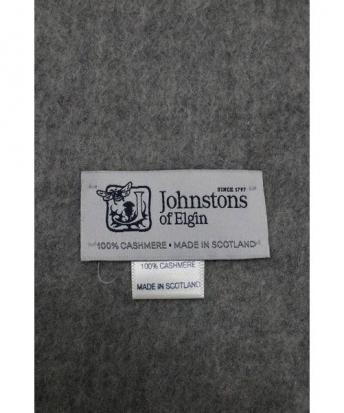 SINCE 1797
Johnstons
of Elgin
100% CASHMERE • MADE IN SCOTLAND
100% CASHMERE
MADE IN SCOTLAND